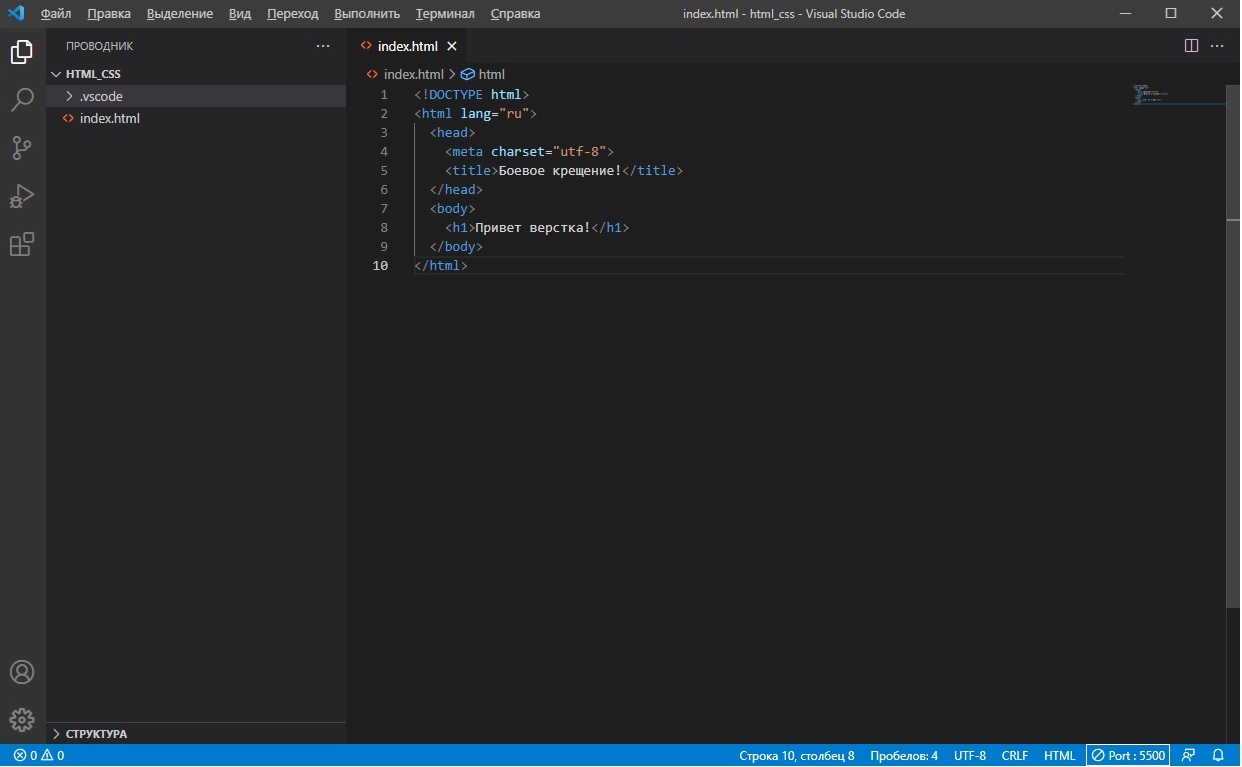 Файл Правка Выделение Вид Переход Выполнить Терминал Справка index.html - html_css - Visual Studio Code
ПРОВОДНИК
HTML_CSS
.vscode
index.html
index.html
index.html > html
1 <!DOCTYPE html>
2 <html lang="ru">
3 <head>
4 <meta charset="utf-8">
5 <title>Боевое крещение!</title>
6 </head>
7 <body>
8 <h1>Привет верстка!</h1>
9 </body>
10 </html>
СТРУКТУРА
0 0 Строка 10, столбец 8 Пробелов: 4 UTF-8 CRLF HTML Port : 5500